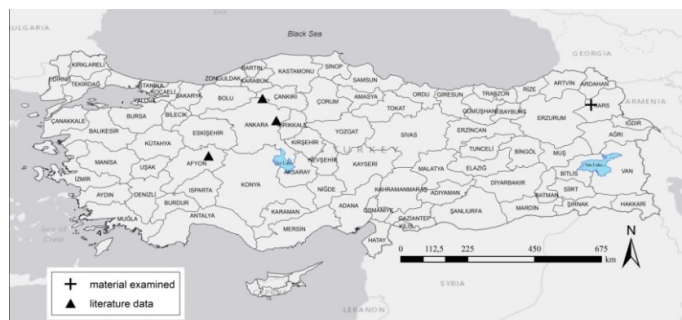 Black Sea
BULGARIA
GEORGIA
ARMENIA
KIRKLARELİ
EDİRNE
TEKİRDAĞ
İSTANBUL
KOCAELİ
YALOVA
SAKARYA
ZONGULDAK
BARTIN
KARABÜK
KASTAMONU
SİNOP
SAMSUN
ORDU
GİRESUN
TRABZON
RİZE
ARTVİN
ARDAHAN
KARS
IĞDIR
AĞRI
ÇANAKKALE
BALIKESİR
BURSA
BİLECİK
BOLU
ÇANKIRI
ÇORUM
AMASYA
TOKAT
GÜMÜŞHANE
BAYBURT
ERZURUM
ERZİNCAN
ESKİŞEHİR
ANKARA
KIRIKKALE
KIRŞEHİR
YOZGAT
SİVAS
TURKEY
KÜTAHYA
MANİSA
UŞAK
AFYON
İZMİR
AYDIN
DENİZLİ
ISPARTA
BURDUR
MUĞLA
ANTALYA
KONYA
AKSARAY
NEVŞEHİR
NİĞDE
KAYSERİ
KARAMAN
MERSİN
ADANA
OSMANİYE
HATAY
KAHRAMANMARAŞ
GAZİANTEP
KİLİS
MALATYA
ADIYAMAN
ŞANLIURFA
ELAZIĞ
TUNCELİ
BİNGÖL
MUŞ
BİTLİS
Van Lake
VAN
DİYARBAKIR
BATMAN
SİİRT
MARDİN
ŞIRNAK
HAKKARİ
Sea of
Crete
SYRIA
LEBANON
N
0 112,5 225 450 675
km
material examined
literature data